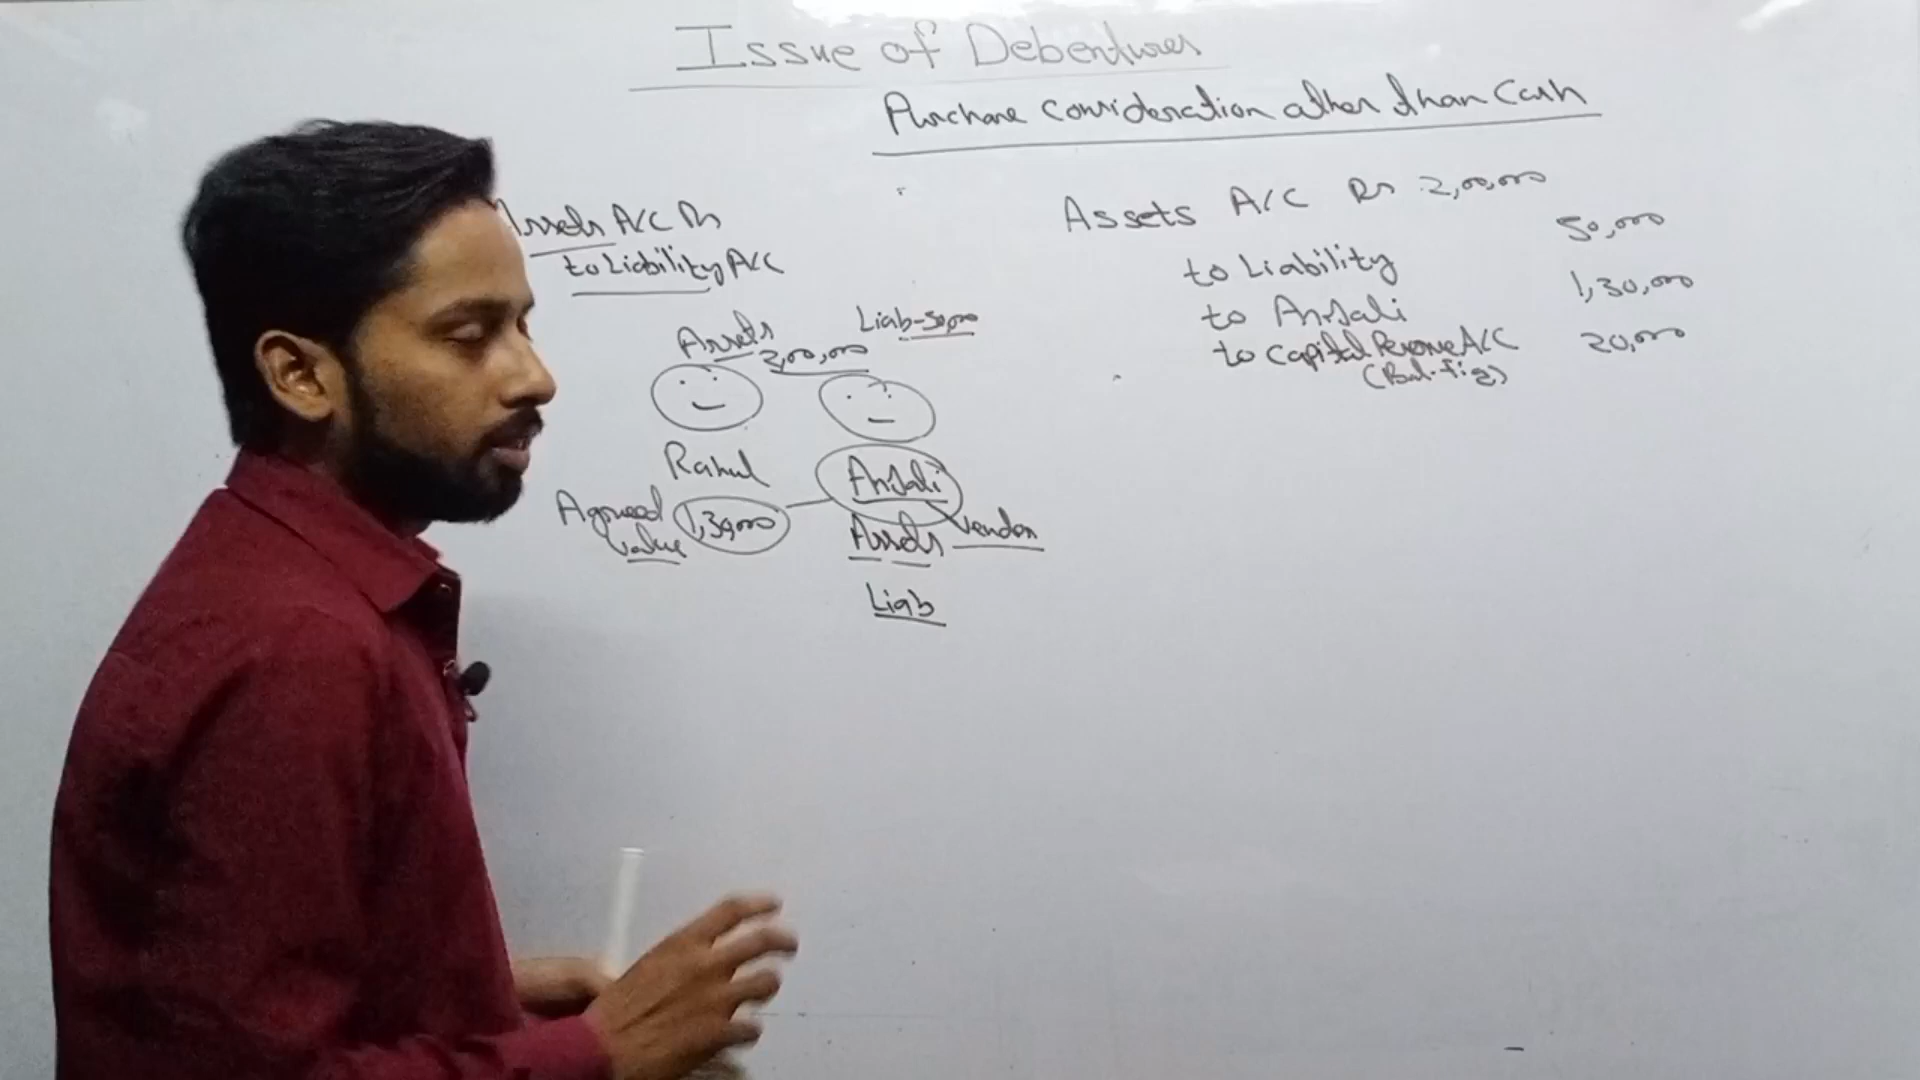 Issue of Debentures
Purchase consideration other than Cash
Assets A/C Dr
to Liability A/C
Assets
2,00,000
Liab-50,000
Rahul
Anjali
Agreed value
1,30,000
Vendor
Assets
Liab
Assets A/C Dr 2,00,000
to Liability 50,000
to Anjali 1,30,000
to Capital Reserve A/C 20,000
(Bal. fig)